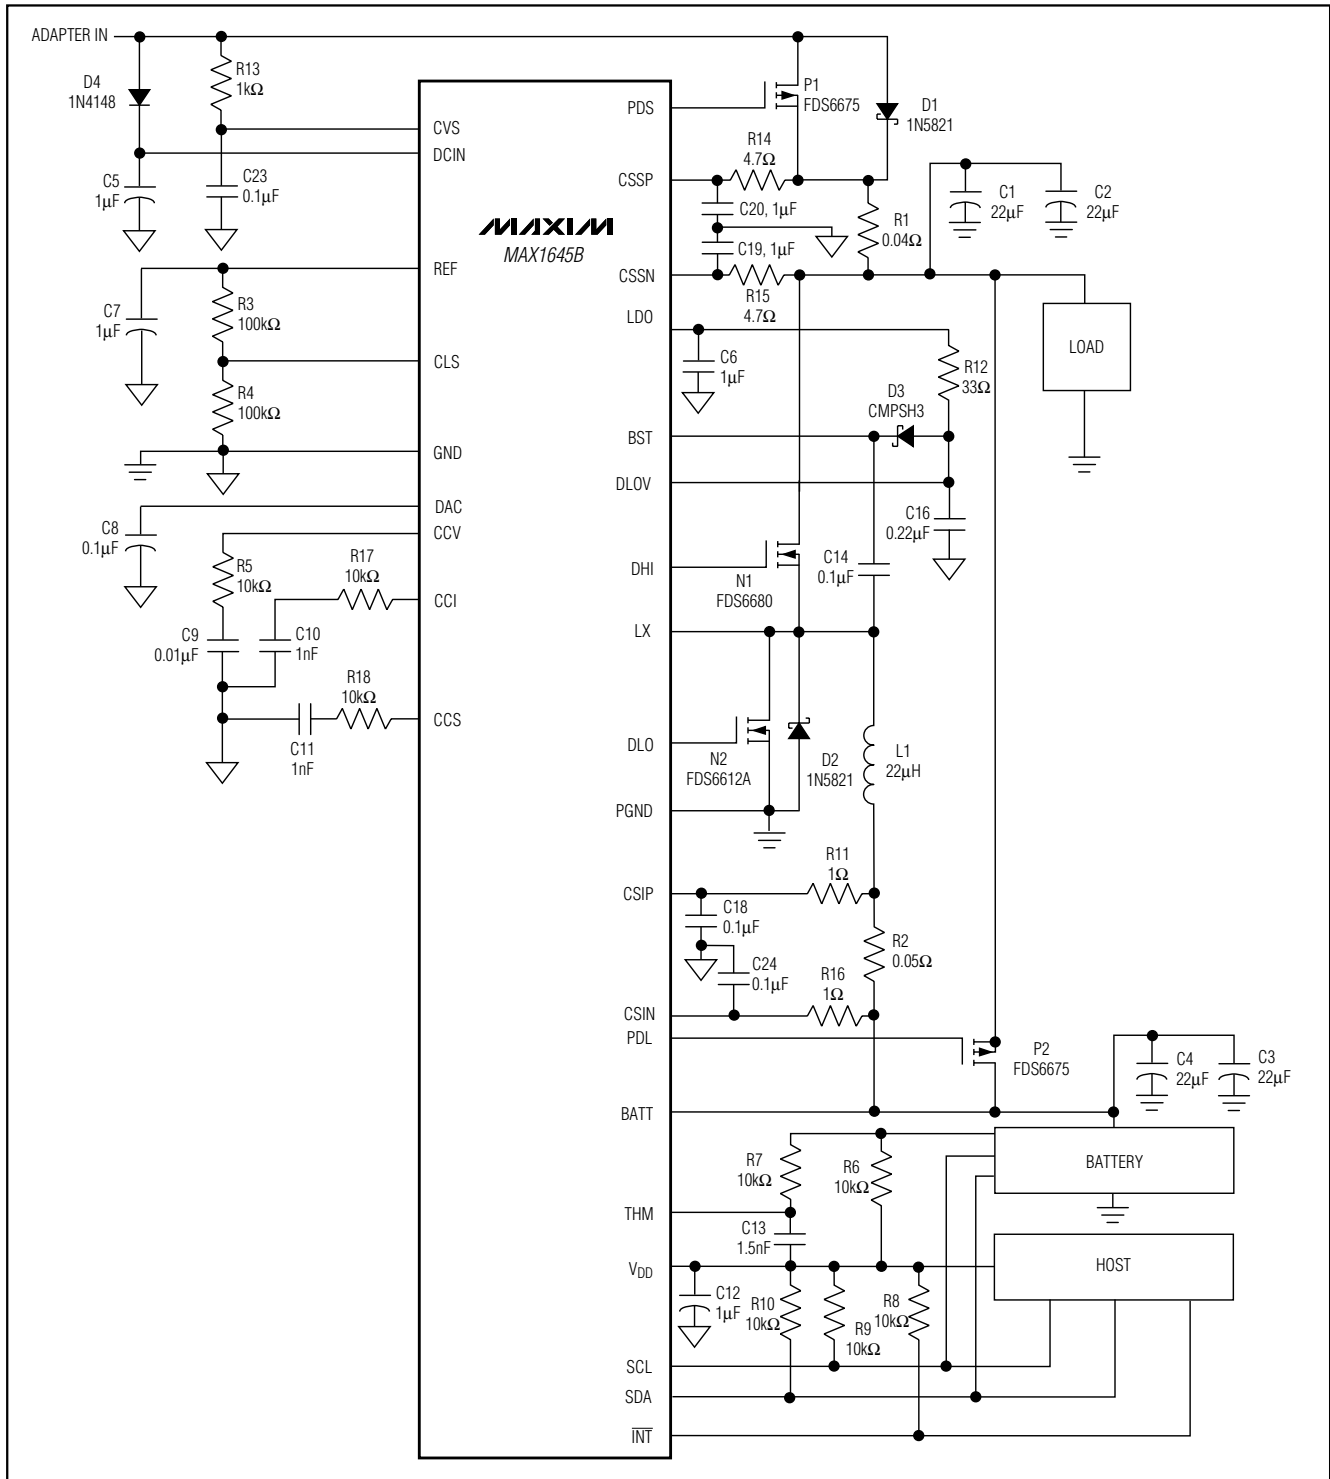 ADAPTER IN
D4
1N4148
R13
1kΩ
C5
1µF
C23
0.1µF
C7
1µF
R3
100kΩ
R4
100kΩ
C8
0.1µF
R5
10kΩ
R17
10kΩ
C9
0.01µF
C10
1nF
R18
10kΩ
C11
1nF
CVS
DCIN
REF
CLS
GND
DAC
CCV
CCI
CCS
MAXIM
MAX1645B
PDS
CSSP
CSSN
LDO
BST
DLOV
DHI
LX
DLO
PGND
CSIP
CSIN
PDL
BATT
THM
VDD
SCL
SDA
INT
P1
FDS6675
D1
1N5821
R14
4.7Ω
C20, 1µF
C19, 1µF
R15
4.7Ω
R1
0.04Ω
C1
22µF
C2
22µF
LOAD
C6
1µF
R12
33Ω
D3
CMPSH3
C16
0.22µF
C14
0.1µF
N1
FDS6680
N2
FDS6612A
D2
1N5821
L1
22µH
R11
1Ω
C18
0.1µF
R2
0.05Ω
C24
0.1µF
R16
1Ω
P2
FDS6675
C4
22µF
C3
22µF
BATTERY
R7
10kΩ
R6
10kΩ
C13
1.5nF
HOST
C12
1µF
R10
10kΩ
R9
10kΩ
R8
10kΩ